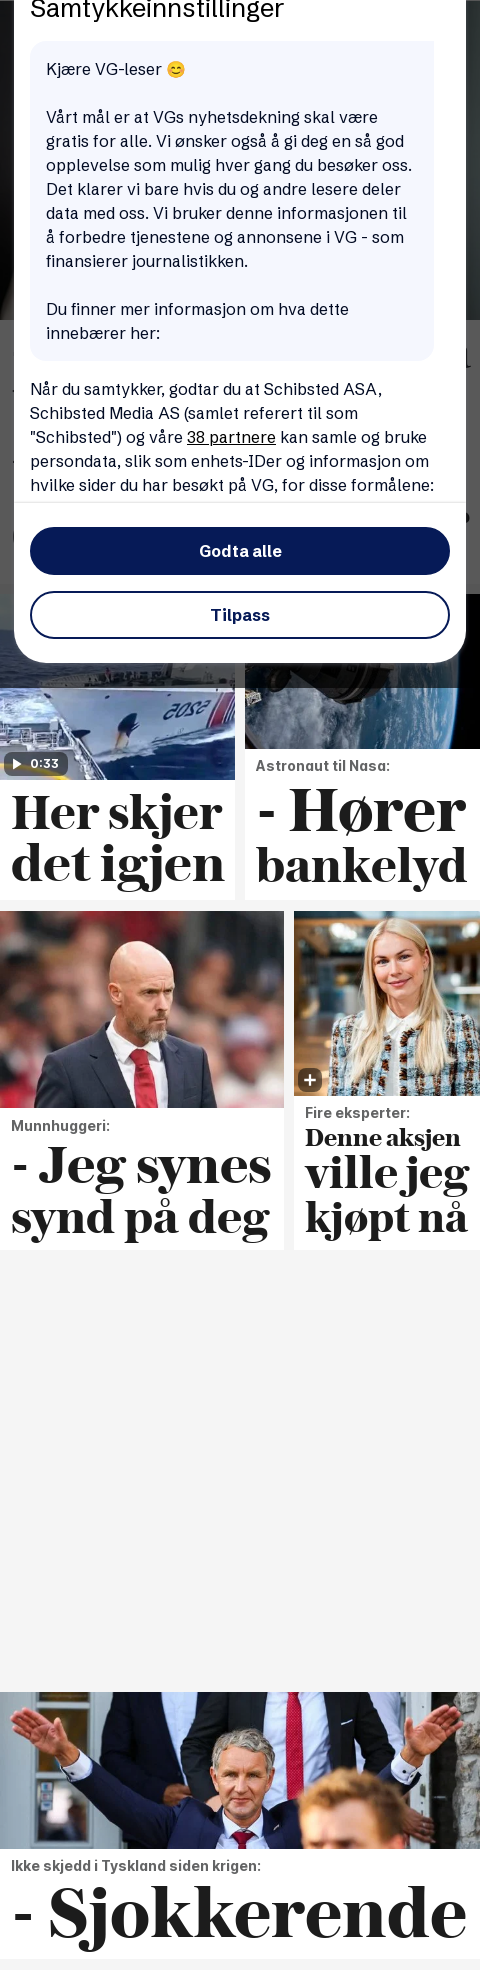 Samtykkeinnstillinger
Kjære VG-leser 😊
Vårt mål er at VGs nyhetsdekning skal være
gratis for alle. Vi ønsker også å gi deg en så god
opplevelse som mulig hver gang du besøker oss.
Det klarer vi bare hvis du og andre lesere deler
data med oss. Vi bruker denne informasjonen til
å forbedre tjenestene og annonsene i VG - som
finansierer journalistikken.
Du finner mer informasjon om hva dette
innebærer her:
Når du samtykker, godtar du at Schibsted ASA,
Schibsted Media AS (samlet referert til som
"Schibsted") og våre 38 partnere kan samle og bruke
persondata, slik som enhets-IDer og informasjon om
hvilke sider du har besøkt på VG, for disse formålene:
Godta alle
Tilpass
5205
0:33
Her skjer
det igjen
Astronaut til Nasa:
- Hører
bankelyd
Munnhuggeri:
- Jeg synes
synd på deg
Fire eksperter:
Denne aksjen
ville jeg
kjøpt nå
Ikke skjedd i Tyskland siden krigen:
- Sjokkerende